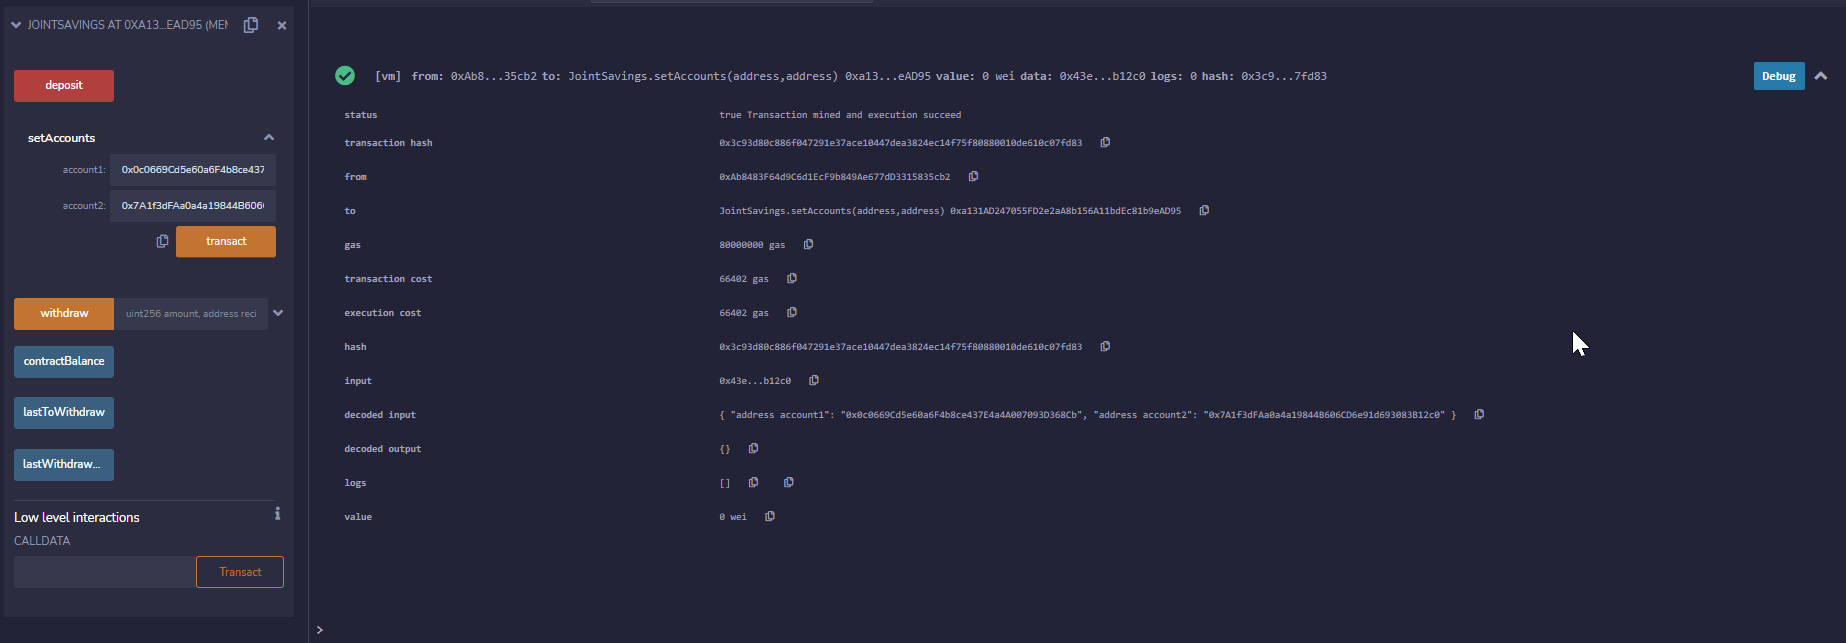 JOINTSAVINGS AT 0XA13...EAD95 (MEM
deposit
setAccounts
account1: 0x0c0669Cd5e60a6F4b8ce437
account2: 0x7A1f3dFAa0a4a19844B606
transact
withdraw uint256 amount, address reci
contractBalance
lastToWithdraw
lastWithdraw...
Low level interactions
CALLDATA
Transact
[vm] from: 0xAb8...35cb2 to: JointSavings.setAccounts(address,address) 0xa13...eAD95 value: 0 wei data: 0x43e...b12c0 logs: 0 hash: 0x3c9...7fd83
Debug
status true Transaction mined and execution succeed
transaction hash 0x3c93d80c886f047291e37ace10447dea3824ec14f75f80880010de610c07fd83
from 0xAb8483F64d9C6d1EcF9b849Ae677dD3315835cb2
to JointSavings.setAccounts(address,address) 0xa131AD247055FD2e2aA8b156A11bdEc81b9eAD95
gas 80000000 gas
transaction cost 66402 gas
execution cost 66402 gas
hash 0x3c93d80c886f047291e37ace10447dea3824ec14f75f80880010de610c07fd83
input 0x43e...b12c0
decoded input { "address account1": "0x0c0669Cd5e60a6F4b8ce437E4a4A007093D368Cb", "address account2": "0x7A1f3dFAa0a4a19844B606CD6e91d693083B12c0" }
decoded output {}
logs []
value 0 wei
>